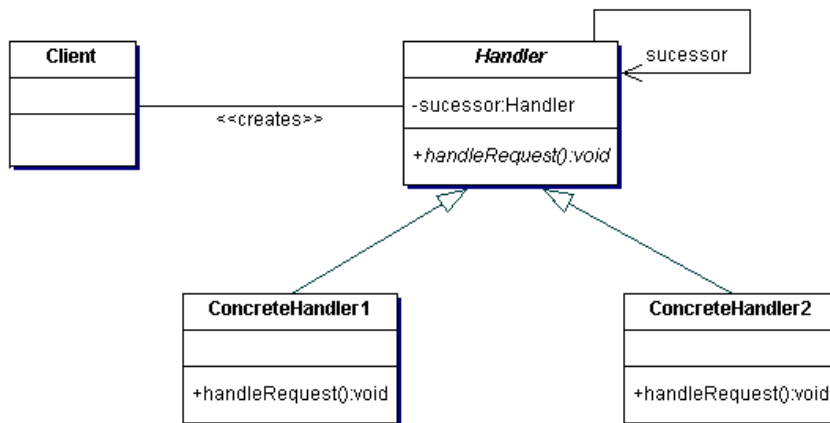 Client
Handler
sucessor
-sucessor:Handler
<<creates>>
+handleRequest():void
ConcreteHandler1
ConcreteHandler2
+handleRequest():void
+handleRequest():void